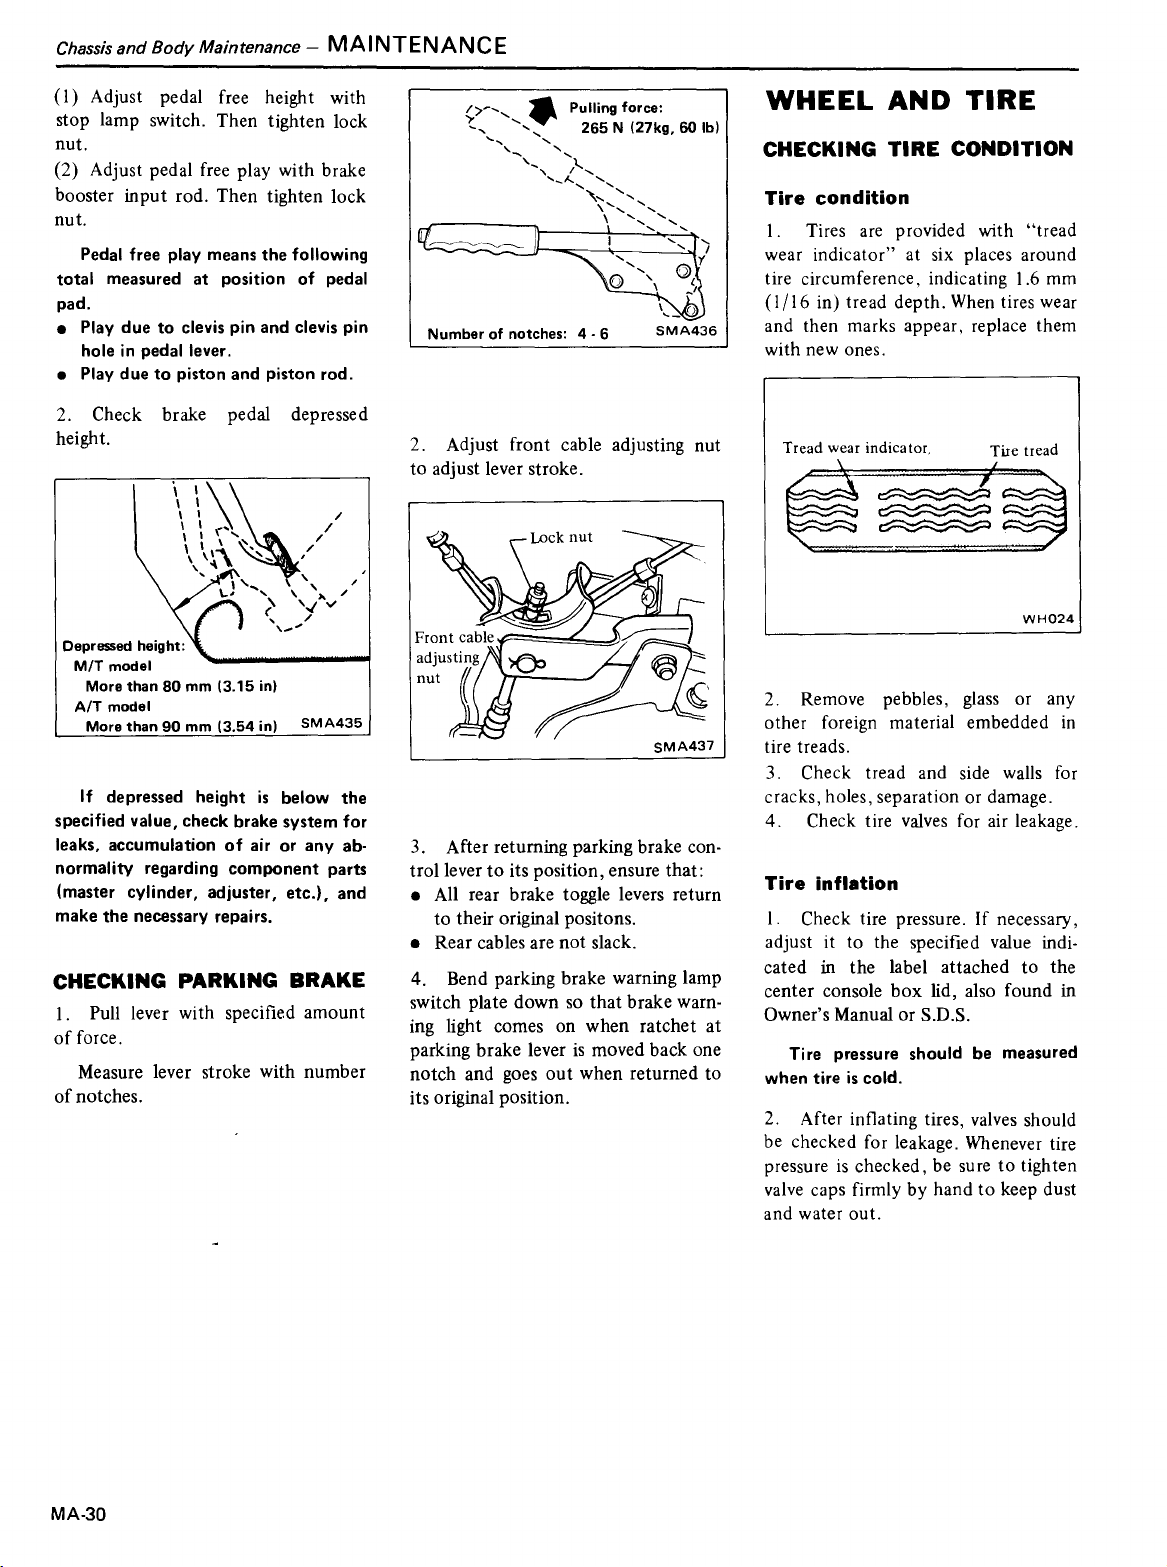 Chassis and Body Maintenance – MAINTENANCE
(1) Adjust pedal free height with
stop lamp switch. Then tighten lock
nut.
(2) Adjust pedal free play with brake
booster input rod. Then tighten lock
nut.
Pedal free play means the following
total measured at position of pedal
pad.
● Play due to clevis pin and clevis pin
hole in pedal lever.
● Play due to piston and piston rod.
2. Check brake pedal depressed
height.
Depressed height:
M/T model
More than 80 mm (3.15 in)
A/T model
More than 90 mm (3.54 in)
SMA435
If depressed height is below the
specified value, check brake system for
leaks, accumulation of air or any ab-
normality regarding component parts
(master cylinder, adjuster, etc.), and
make the necessary repairs.
CHECKING PARKING BRAKE
1. Pull lever with specified amount
of force.
Measure lever stroke with number
of notches.
Pulling force:
265 N (27kg, 60 lb)
Number of notches: 4 - 6
SMA436
2. Adjust front cable adjusting nut
to adjust lever stroke.
Lock nut
Front cable
adjusting
nut
SMA437
3. After returning parking brake con-
trol lever to its position, ensure that:
● All rear brake toggle levers return
to their original positons.
● Rear cables are not slack.
4. Bend parking brake warning lamp
switch plate down so that brake warn-
ing light comes on when ratchet at
parking brake lever is moved back one
notch and goes out when returned to
its original position.
WHEEL AND TIRE
CHECKING TIRE CONDITION
Tire condition
1. Tires are provided with “tread
wear indicator” at six places around
tire circumference, indicating 1.6 mm
(1/16 in) tread depth. When tires wear
and then marks appear, replace them
with new ones.
Tread wear indicator.
Tire tread
WH024
2. Remove pebbles, glass or any
other foreign material embedded in
tire treads.
3. Check tread and side walls for
cracks, holes, separation or damage.
4. Check tire valves for air leakage.
Tire inflation
1. Check tire pressure. If necessary,
adjust it to the specified value indi-
cated in the label attached to the
center console box lid, also found in
Owner's Manual or S.D.S.
Tire pressure should be measured
when tire is cold.
2. After inflating tires, valves should
be checked for leakage. Whenever tire
pressure is checked, be sure to tighten
valve caps firmly by hand to keep dust
and water out.
MA-30